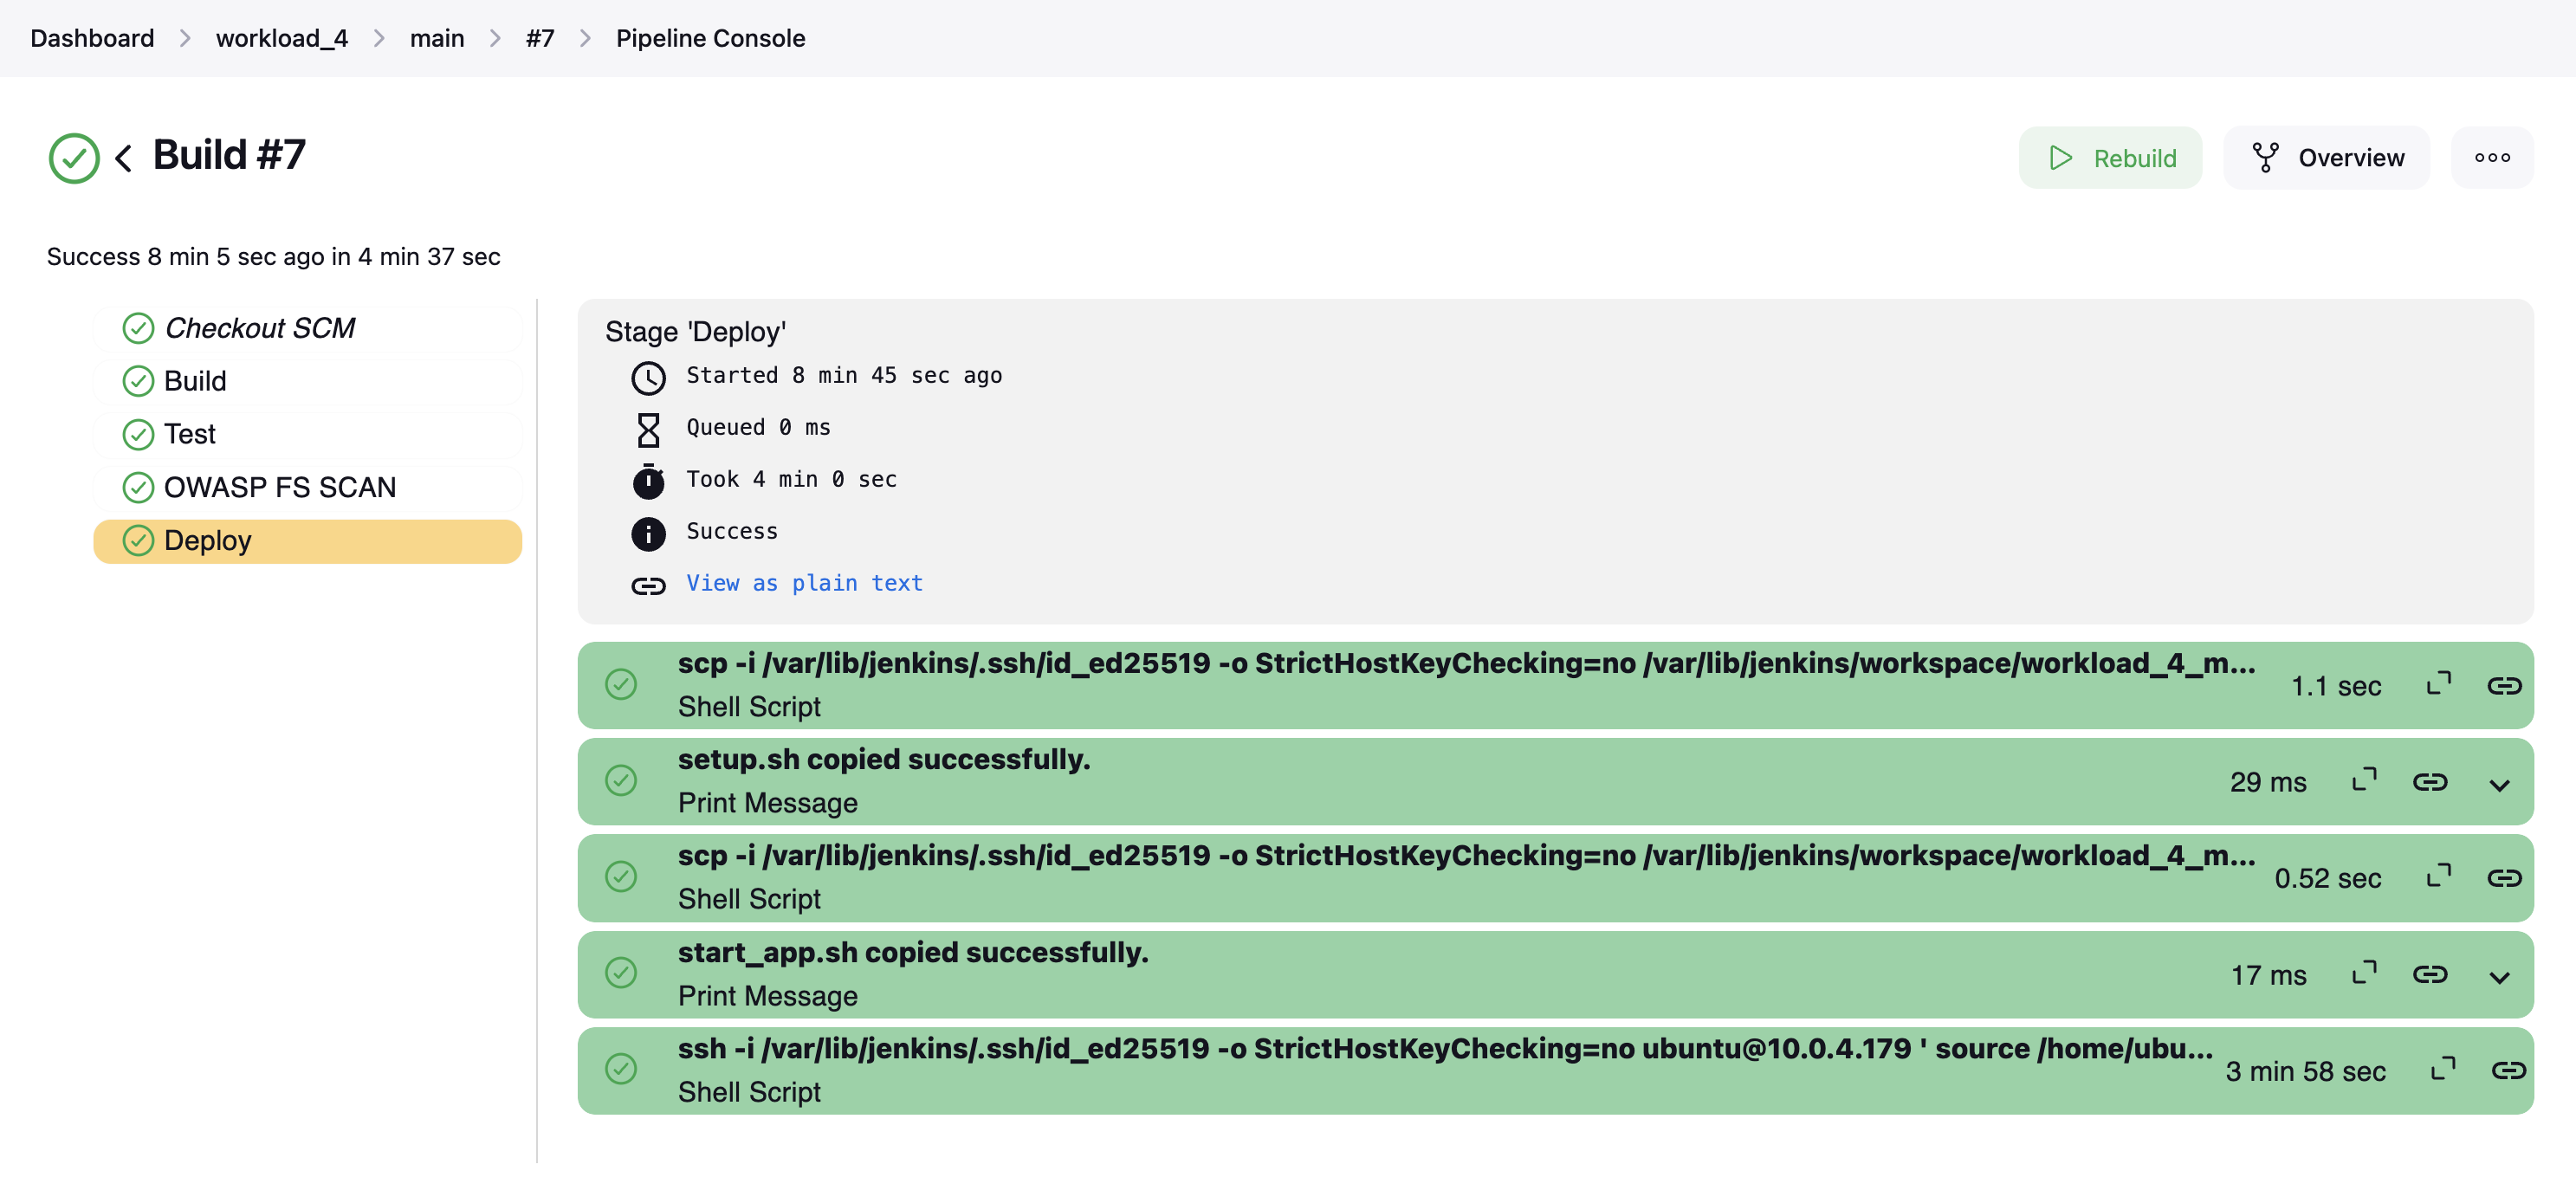 Dashboard > workload_4 > main > #7 > Pipeline Console
Build #7
Rebuild
Overview
Success 8 min 5 sec ago in 4 min 37 sec
Checkout SCM
Build
Test
OWASP FS SCAN
Deploy
Stage 'Deploy'
Started 8 min 45 sec ago
Queued 0 ms
Took 4 min 0 sec
Success
View as plain text
scp -i /var/lib/jenkins/.ssh/id_ed25519 -o StrictHostKeyChecking=no /var/lib/jenkins/workspace/workload_4_m...
Shell Script
1.1 sec
setup.sh copied successfully.
Print Message
29 ms
scp -i /var/lib/jenkins/.ssh/id_ed25519 -o StrictHostKeyChecking=no /var/lib/jenkins/workspace/workload_4_m...
Shell Script
0.52 sec
start_app.sh copied successfully.
Print Message
17 ms
ssh -i /var/lib/jenkins/.ssh/id_ed25519 -o StrictHostKeyChecking=no ubuntu@10.0.4.179 ' source /home/ubu...
Shell Script
3 min 58 sec